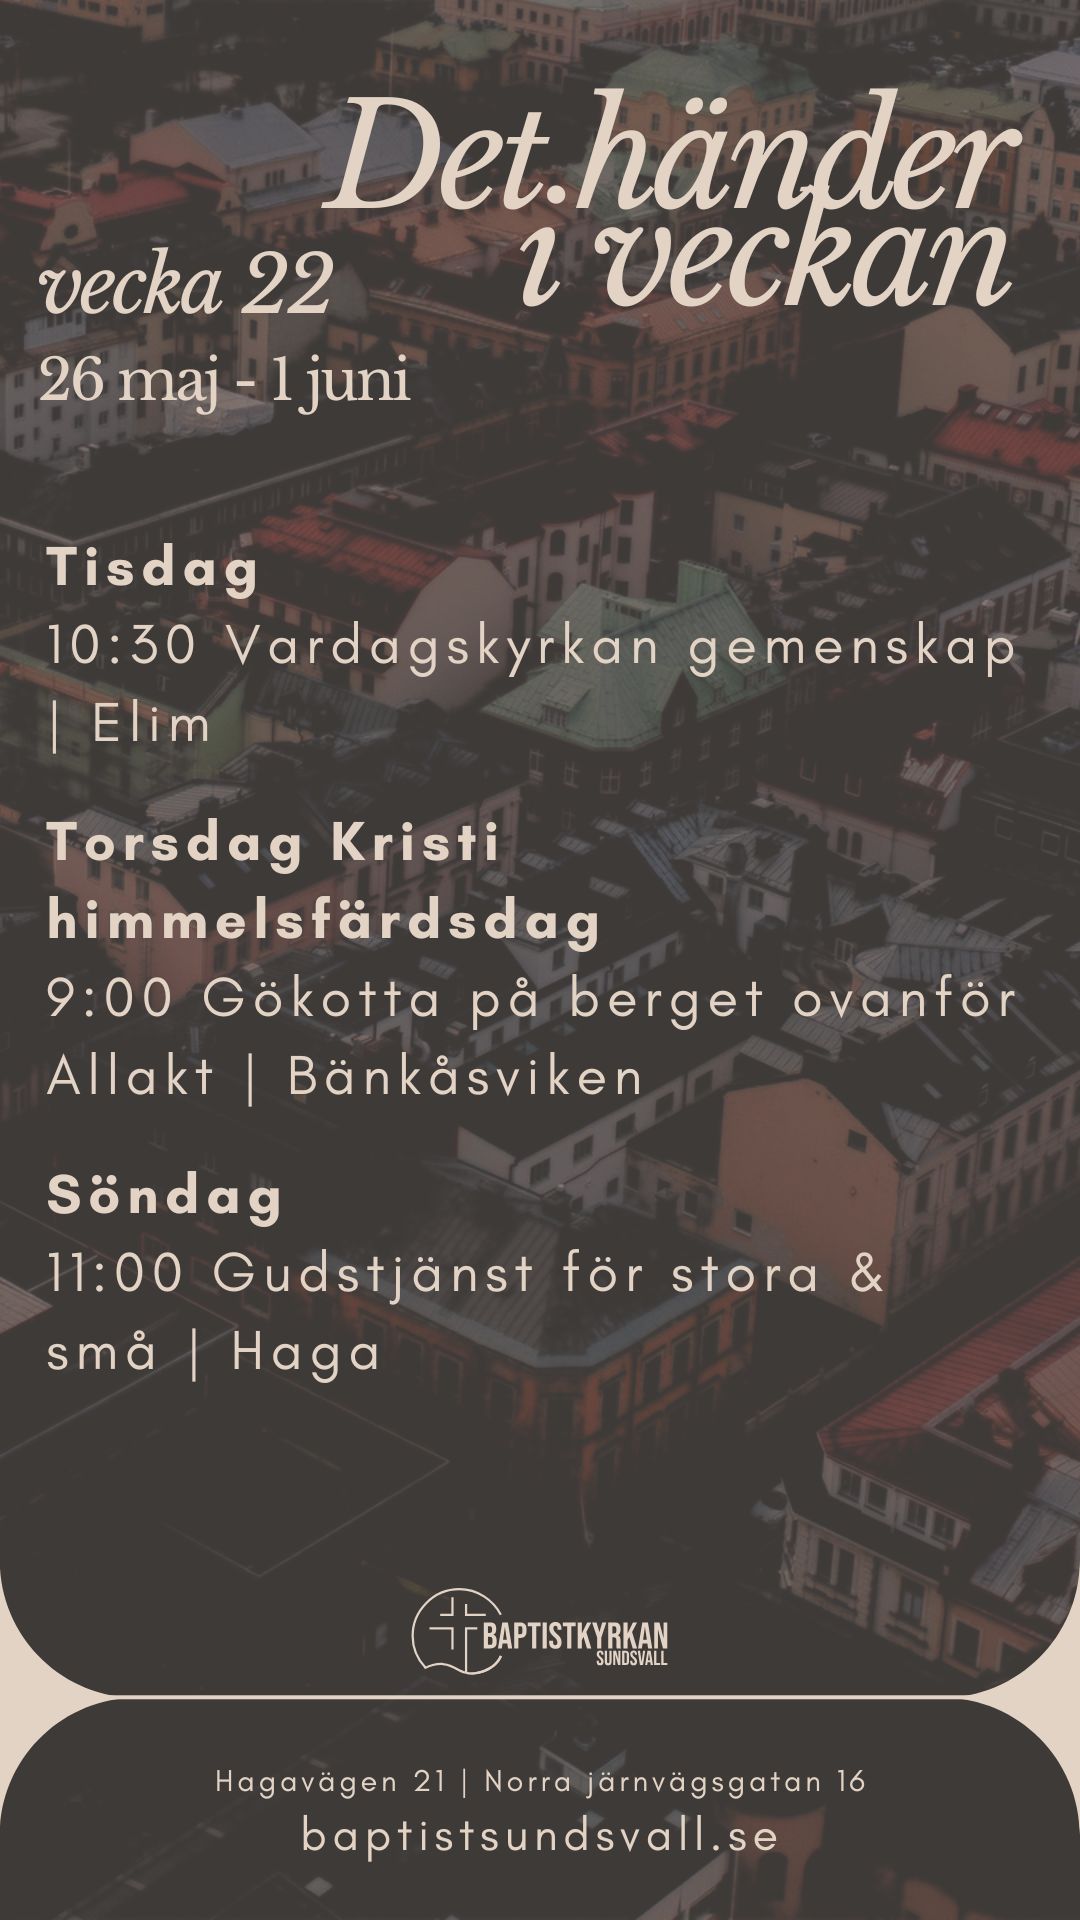 Det händer
i veckan
vecka 22
26 maj - 1 juni
Tisdag
10:30 Vardagskyrkan gemenskap
| Elim
Torsdag Kristi
himmelsfärdsdag
9:00 Gökotta på berget ovanför
Allakt | Bänkåsviken
Söndag
11:00 Gudstjänst för stora &
små | Haga
BAPTISTKYRKAN
SUNDSVALL
Hagavägen 21 | Norra järnvägsgatan 16
baptistsundsvall.se